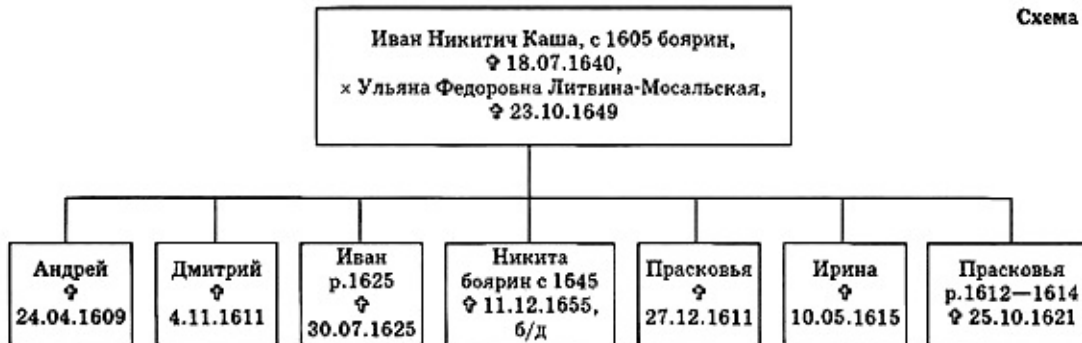 Схема
Иван Никитич Каша, с 1605 боярин,
✞ 18.07.1640,
× Ульяна Федоровна Литвина-Мосальская,
✞ 23.10.1649
Андрей
✞
24.04.1609
Дмитрий
✞
4.11.1611
Иван
р.1625
✞
30.07.1625
Никита
боярин с 1645
✞ 11.12.1655,
б/д
Прасковья
✞
27.12.1611
Ирина
✞
10.05.1615
Прасковья
р.1612—1614
✞ 25.10.1621